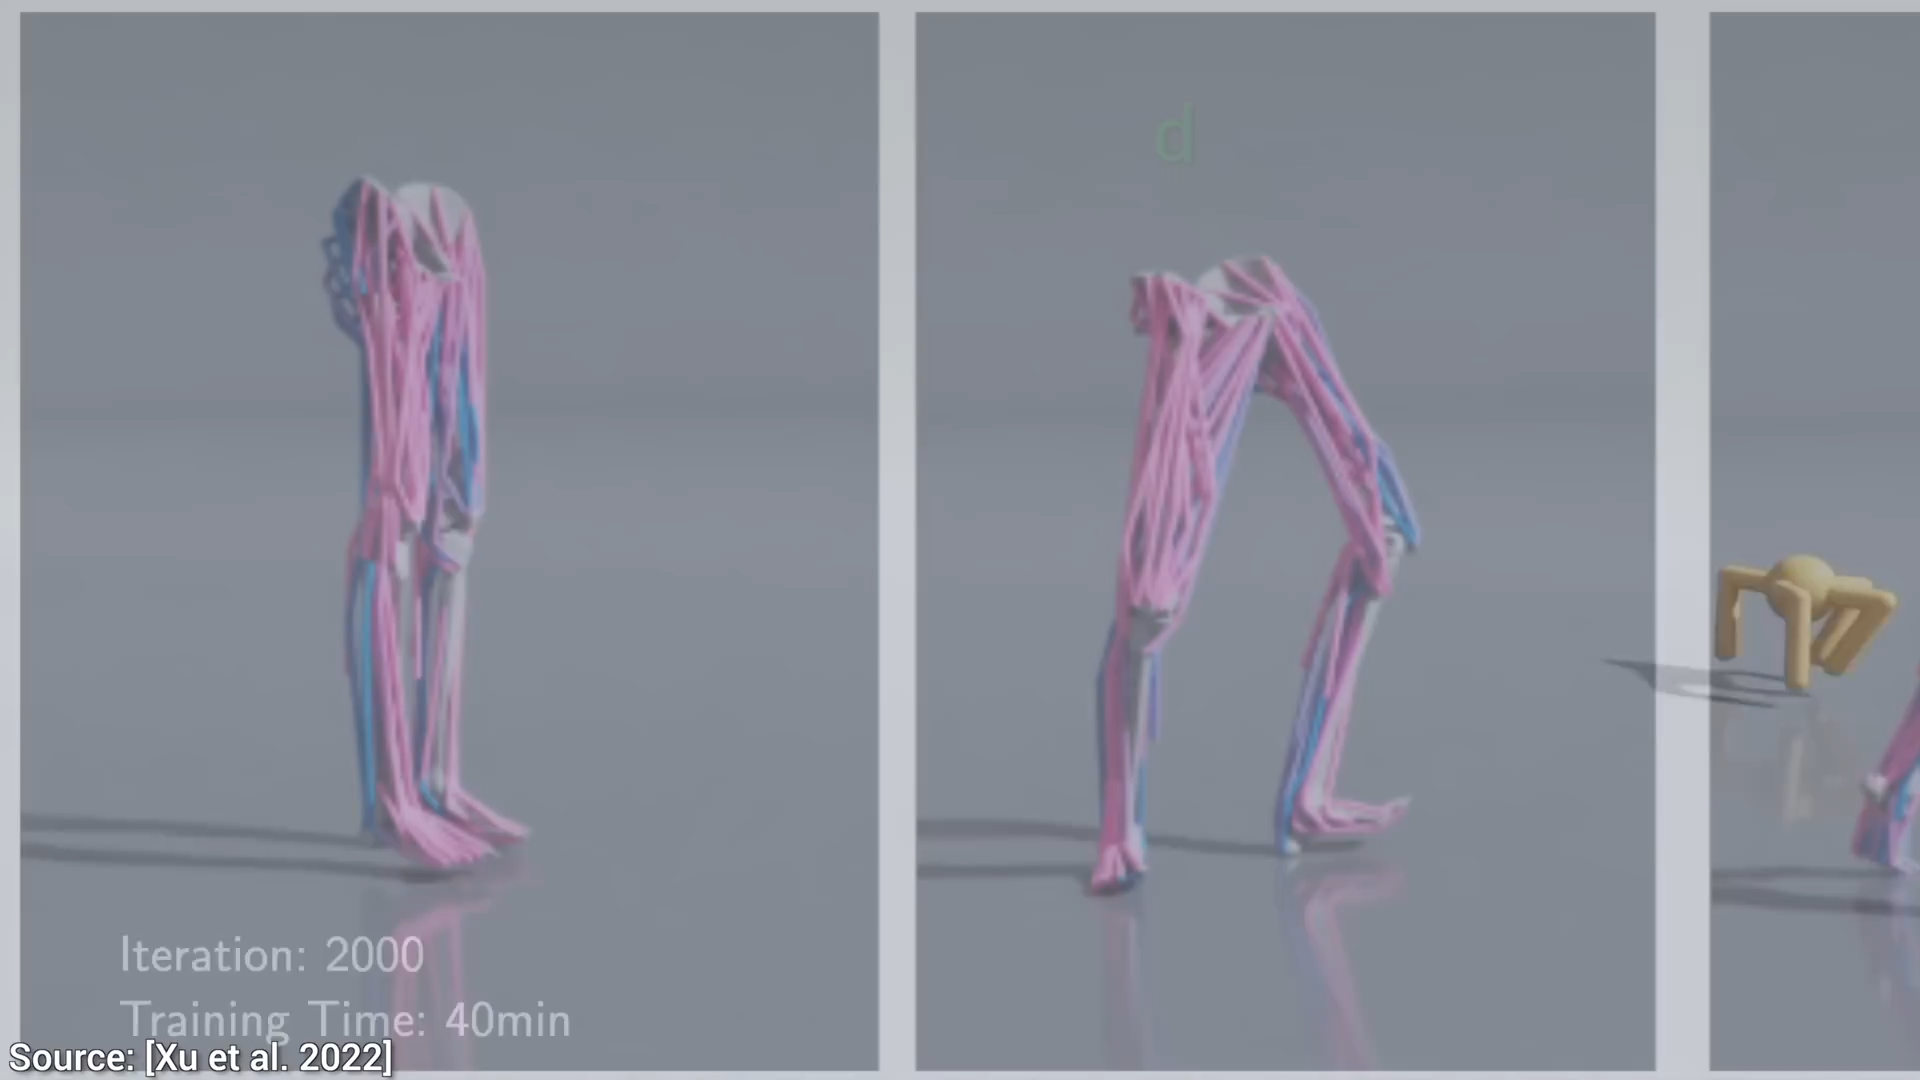 d
Iteration: 2000
Training Time: 40min
Source: [Xu et al. 2022]